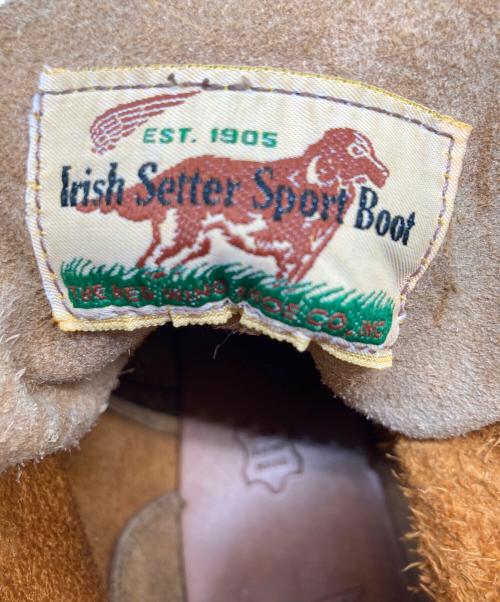 EST. 1905
Irish Setter Sport Boot
THE RED WING SHOE CO., INC